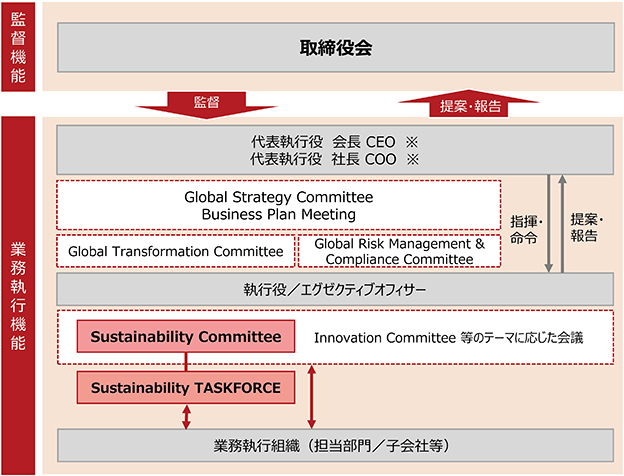 監督機能
取締役会
監督
提案・報告
業務執行機能
代表執行役 会長 CEO ※
代表執行役 社長 COO ※
Global Strategy Committee
Business Plan Meeting
Global Transformation Committee
Global Risk Management &
Compliance Committee
指揮・
命令
提案・
報告
執行役／エグゼクティブオフィサー
Sustainability Committee
Innovation Committee 等のテーマに応じた会議
Sustainability TASKFORCE
業務執行組織（担当部門／子会社等）